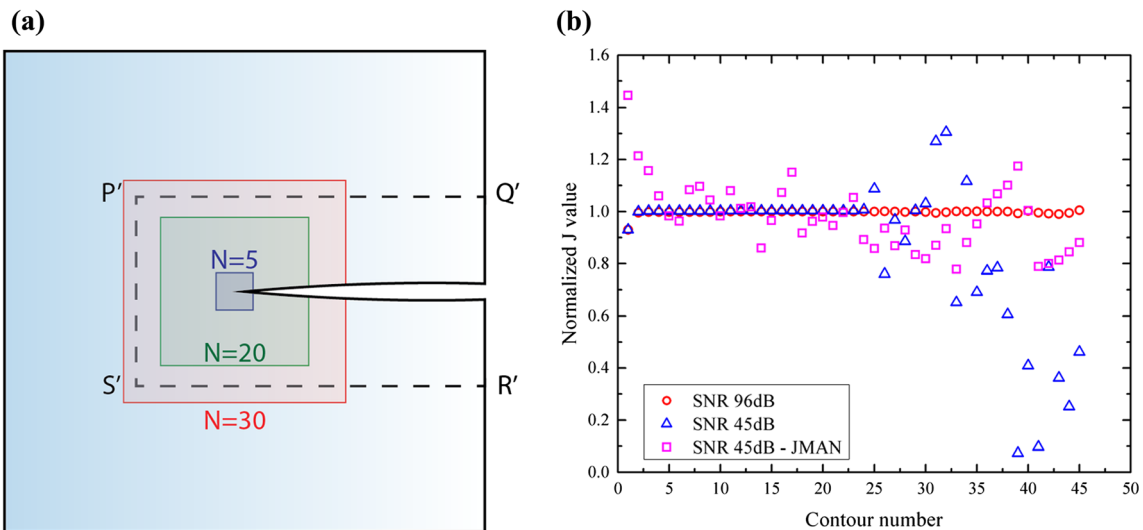 (a)
P′
Q′
N=5
N=20
S′
R′
N=30
(b)
Normalized J value
1.6
1.4
1.2
1.0
0.8
0.6
0.4
0.2
0.0
SNR 96dB
SNR 45dB
SNR 45dB - JMAN
0 5 10 15 20 25 30 35 40 45 50
Contour number